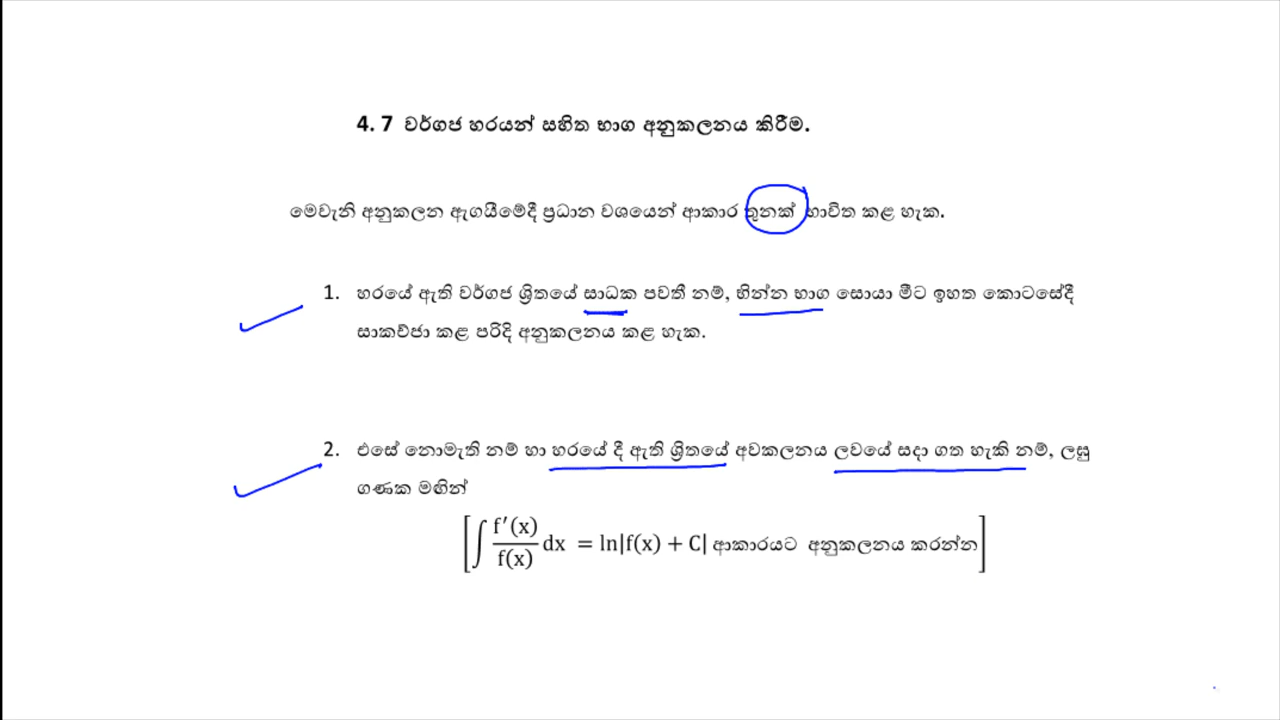 4. 7 වර්ගජ හරයන් සහිත භාග අනුකලනය කිරීම.
මෙවැනි අනුකලන ඇගයීමේදී ප්‍රධාන වශයෙන් ආකාර තුනක් භාවිත කළ හැක.
1. හරයේ ඇති වර්ගජ ශ්‍රිතයේ සාධක පවතී නම්, භින්න භාග සොයා මීට ඉහත කොටසේදී
සාකච්ඡා කළ පරිදි අනුකලනය කළ හැක.
2. එසේ නොමැති නම් හා හරයේ දී ඇති ශ්‍රිතයේ අවකලනය ලවයේ සදා ගත හැකි නම්, ලඝු
ගණක මඟින්
[∫ f′(x)/f(x) dx = ln|f(x) + C| ආකාරයට අනුකලනය කරන්න]